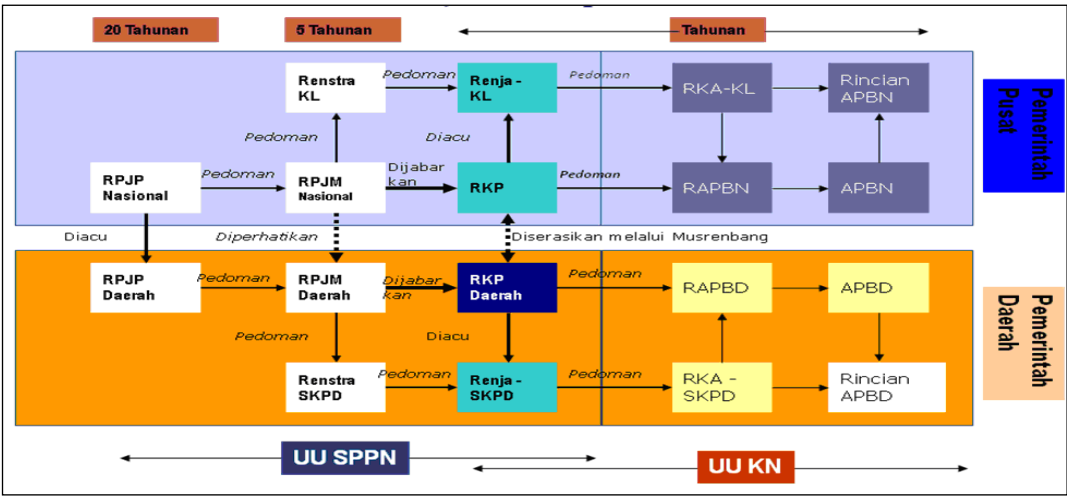 20 Tahunan
5 Tahunan
Tahunan
Renstra
KL
Pedoman
Renja -
KL
Pedoman
RKA-KL
Rincian
APBN
Pedoman
Diacu
RPJP
Nasional
Pedoman
RPJM
Nasional
Dijabar
kan
RKP
Pedoman
RAPBN
APBN
Pemerintah
Pusat
Diacu
Diperhatikan
Diserasikan melalui Musrenbang
RPJP
Daerah
Pedoman
RPJM
Daerah
Dijabar
kan
RKP
Daerah
Pedoman
RAPBD
APBD
Pedoman
Diacu
Renstra
SKPD
Pedoman
Renja -
SKPD
Pedoman
RKA -
SKPD
Rincian
APBD
Pemerintah
Daerah
UU SPPN
UU KN